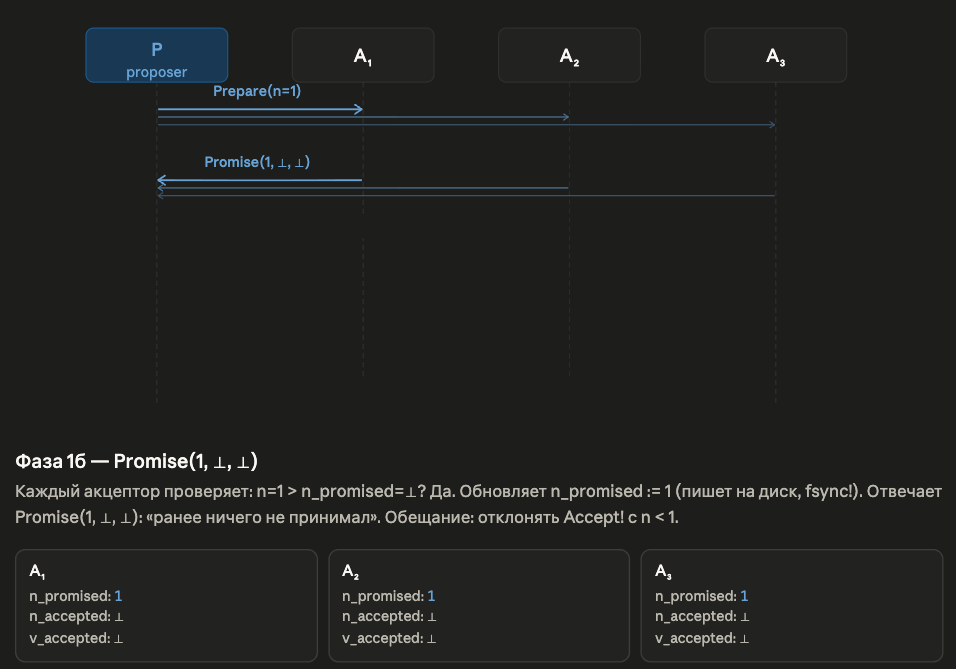 P
proposer
A₁
A₂
A₃
Prepare(n=1)
Promise(1, ⊥, ⊥)
Фаза 1б — Promise(1, ⊥, ⊥)
Каждый акцептор проверяет: n=1 > n_promised=⊥? Да. Обновляет n_promised := 1 (пишет на диск, fsync!). Отвечает
Promise(1, ⊥, ⊥): «ранее ничего не принимал». Обещание: отклонять Accept! с n < 1.
A₁
n_promised: 1
n_accepted: ⊥
v_accepted: ⊥
A₂
n_promised: 1
n_accepted: ⊥
v_accepted: ⊥
A₃
n_promised: 1
n_accepted: ⊥
v_accepted: ⊥